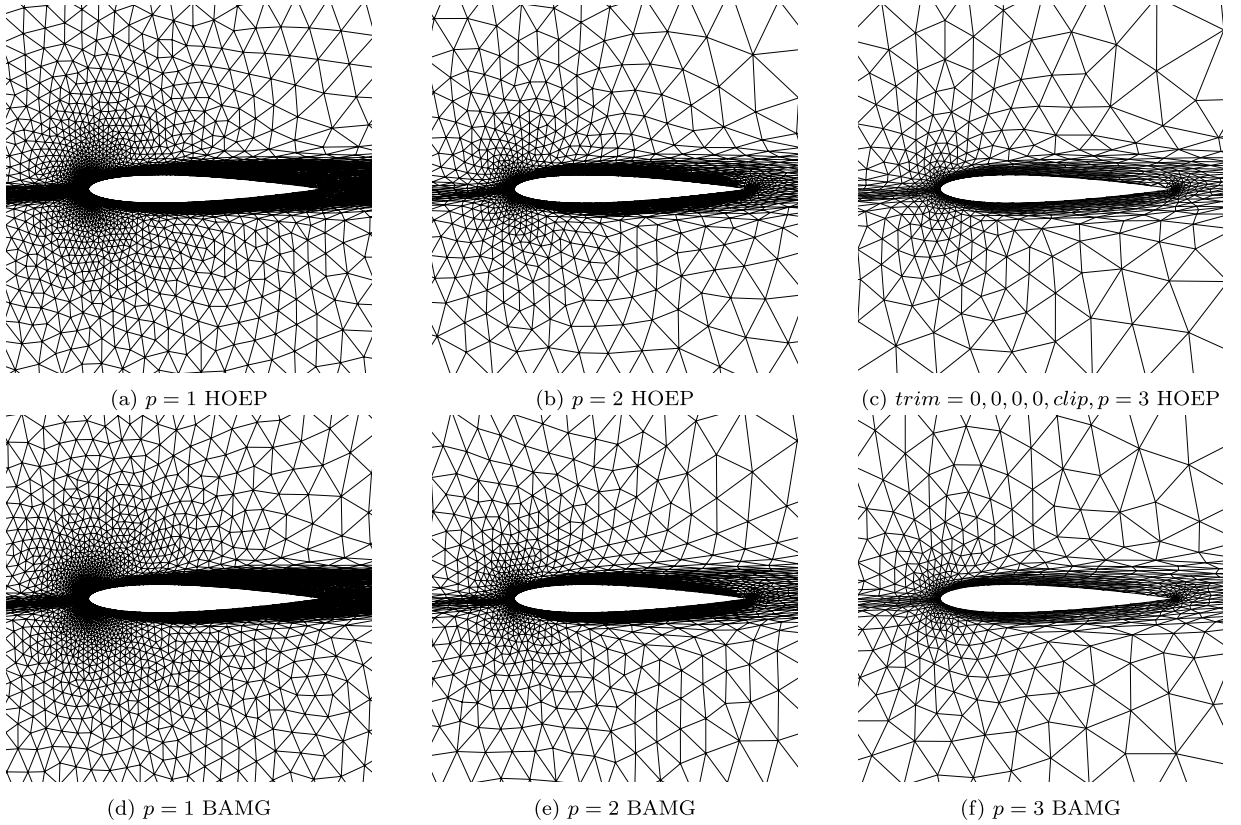 (a) p = 1 HOEP
(b) p = 2 HOEP
(c) trim = 0, 0, 0, 0, clip, p = 3 HOEP
(d) p = 1 BAMG
(e) p = 2 BAMG
(f) p = 3 BAMG